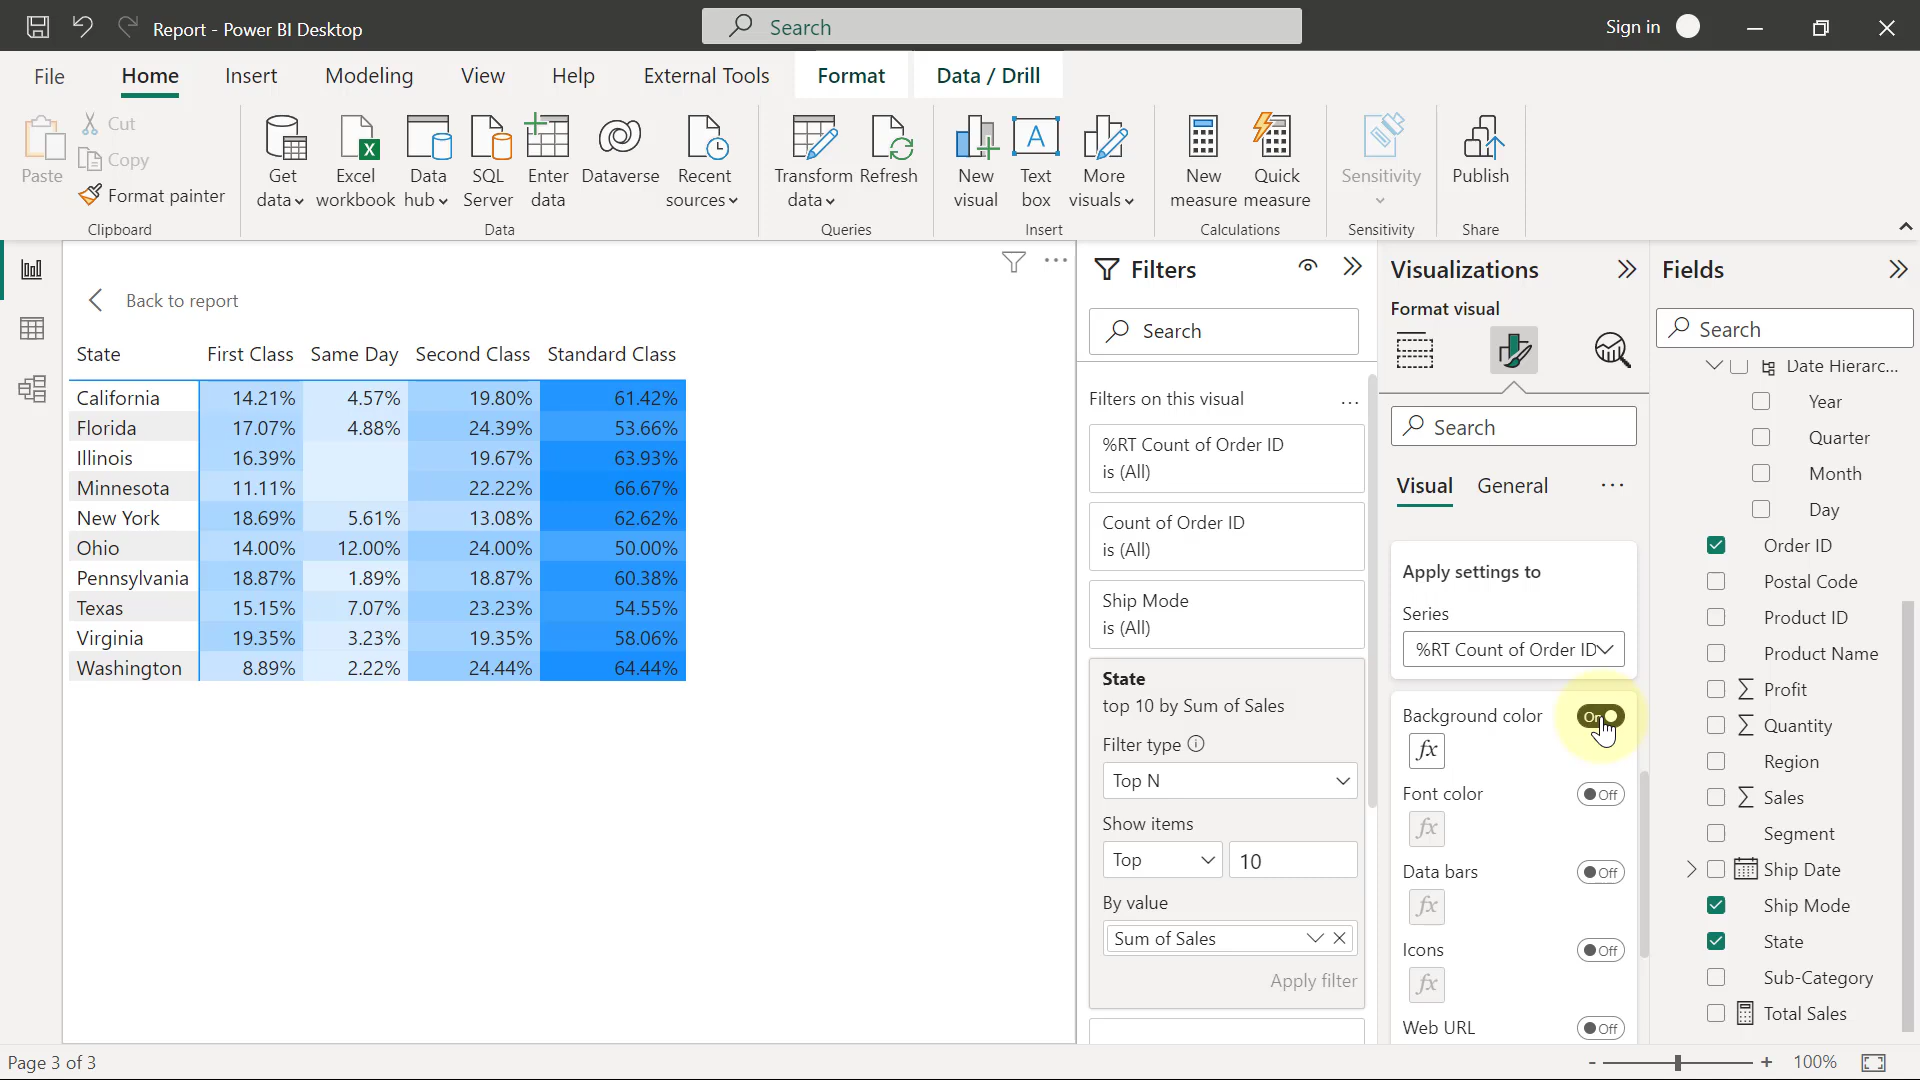 Report - Power BI Desktop
Search
Sign in
File
Home
Insert
Modeling
View
Help
External Tools
Format
Data / Drill
Paste
Cut
Copy
Format painter
Clipboard
Get data
Excel workbook
Data hub
SQL Server
Enter data
Dataverse
Recent sources
Data
Transform data
Refresh
Queries
New visual
Text box
More visuals
Insert
New measure
Quick measure
Calculations
Sensitivity
Sensitivity
Publish
Share
Back to report
State First Class Same Day Second Class Standard Class
California 14.21% 4.57% 19.80% 61.42%
Florida 17.07% 4.88% 24.39% 53.66%
Illinois 16.39% 19.67% 63.93%
Minnesota 11.11% 22.22% 66.67%
New York 18.69% 5.61% 13.08% 62.62%
Ohio 14.00% 12.00% 24.00% 50.00%
Pennsylvania 18.87% 1.89% 18.87% 60.38%
Texas 15.15% 7.07% 23.23% 54.55%
Virginia 19.35% 3.23% 19.35% 58.06%
Washington 8.89% 2.22% 24.44% 64.44%
Filters
Search
Filters on this visual
...
%RT Count of Order ID
is (All)
Count of Order ID
is (All)
Ship Mode
is (All)
State
top 10 by Sum of Sales
Filter type
Top N
Show items
Top
10
By value
Sum of Sales
Apply filter
Visualizations
Format visual
Search
Visual
General
...
Apply settings to
Series
%RT Count of Order ID
Background color
fx
Font color
Off
fx
Data bars
Off
fx
Icons
Off
fx
Web URL
Off
Fields
Search
Date Hierarc...
Year
Quarter
Month
Day
Order ID
Postal Code
Product ID
Product Name
Profit
Quantity
Region
Sales
Segment
Ship Date
Ship Mode
State
Sub-Category
Total Sales
Page 3 of 3
- + 100%